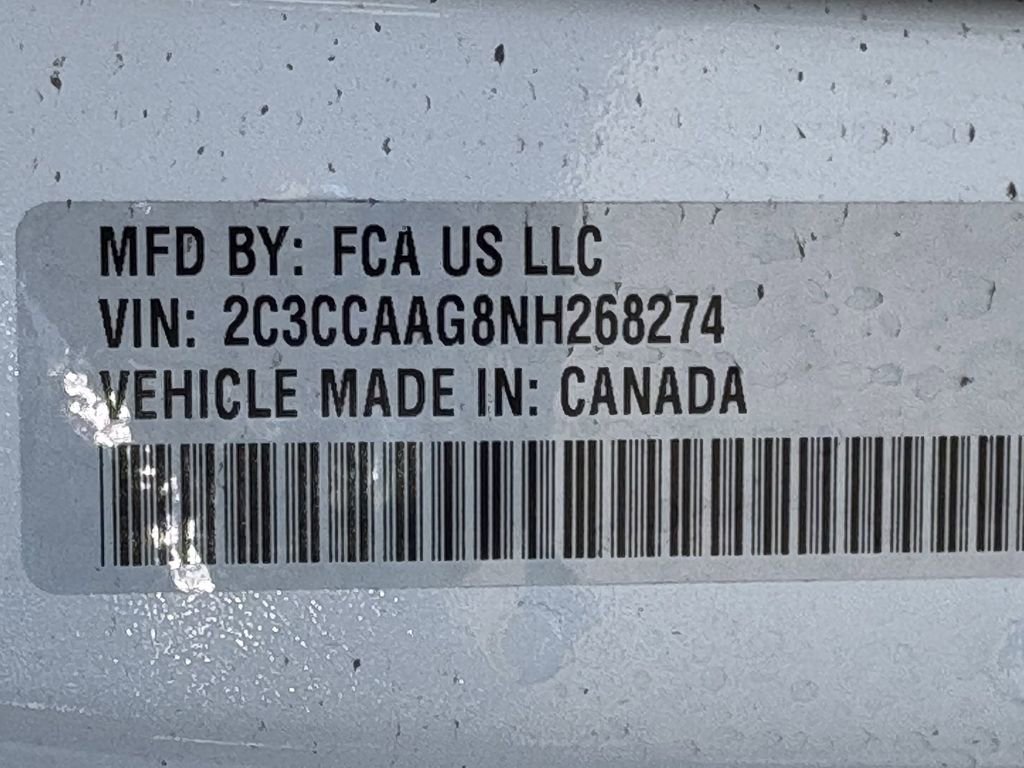 MFD BY: FCA US LLC
VIN: 2C3CCAAG8NH268274
VEHICLE MADE IN: CANADA